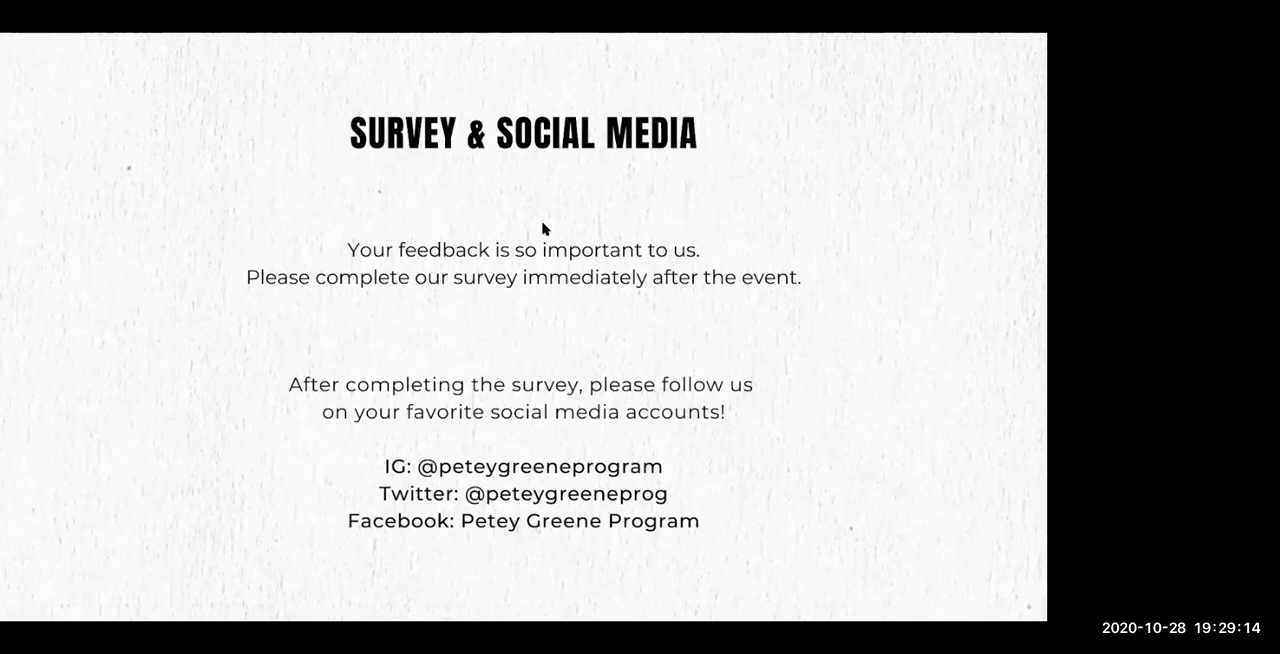 SURVEY & SOCIAL MEDIA
Your feedback is so important to us.
Please complete our survey immediately after the event.
After completing the survey, please follow us
on your favorite social media accounts!
IG: @peteygreeneprogram
Twitter: @peteygreeneprog
Facebook: Petey Greene Program
2020-10-28 19:29:14